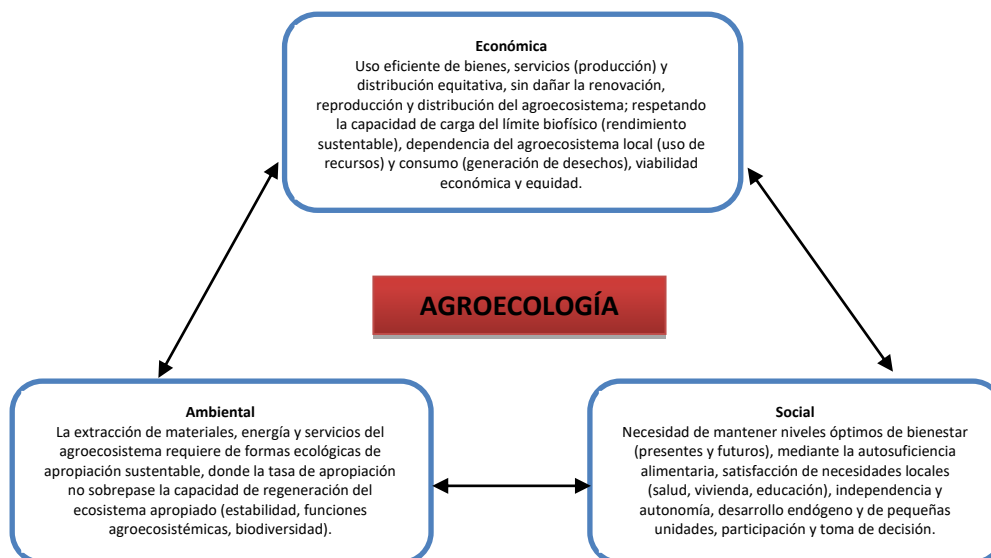 Económica
Uso eficiente de bienes, servicios (producción) y
distribución equitativa, sin dañar la renovación,
reproducción y distribución del agroecosistema; respetando
la capacidad de carga del límite biofísico (rendimiento
sustentable), dependencia del agroecosistema local (uso de
recursos) y consumo (generación de desechos), viabilidad
económica y equidad.
AGROECOLOGÍA
Ambiental
La extracción de materiales, energía y servicios del
agroecosistema requiere de formas ecológicas de
apropiación sustentable, donde la tasa de apropiación
no sobrepase la capacidad de regeneración del
ecosistema apropiado (estabilidad, funciones
agroecosistémicas, biodiversidad).
Social
Necesidad de mantener niveles óptimos de bienestar
(presentes y futuros), mediante la autosuficiencia
alimentaria, satisfacción de necesidades locales
(salud, vivienda, educación), independencia y
autonomía, desarrollo endógeno y de pequeñas
unidades, participación y toma de decisión.